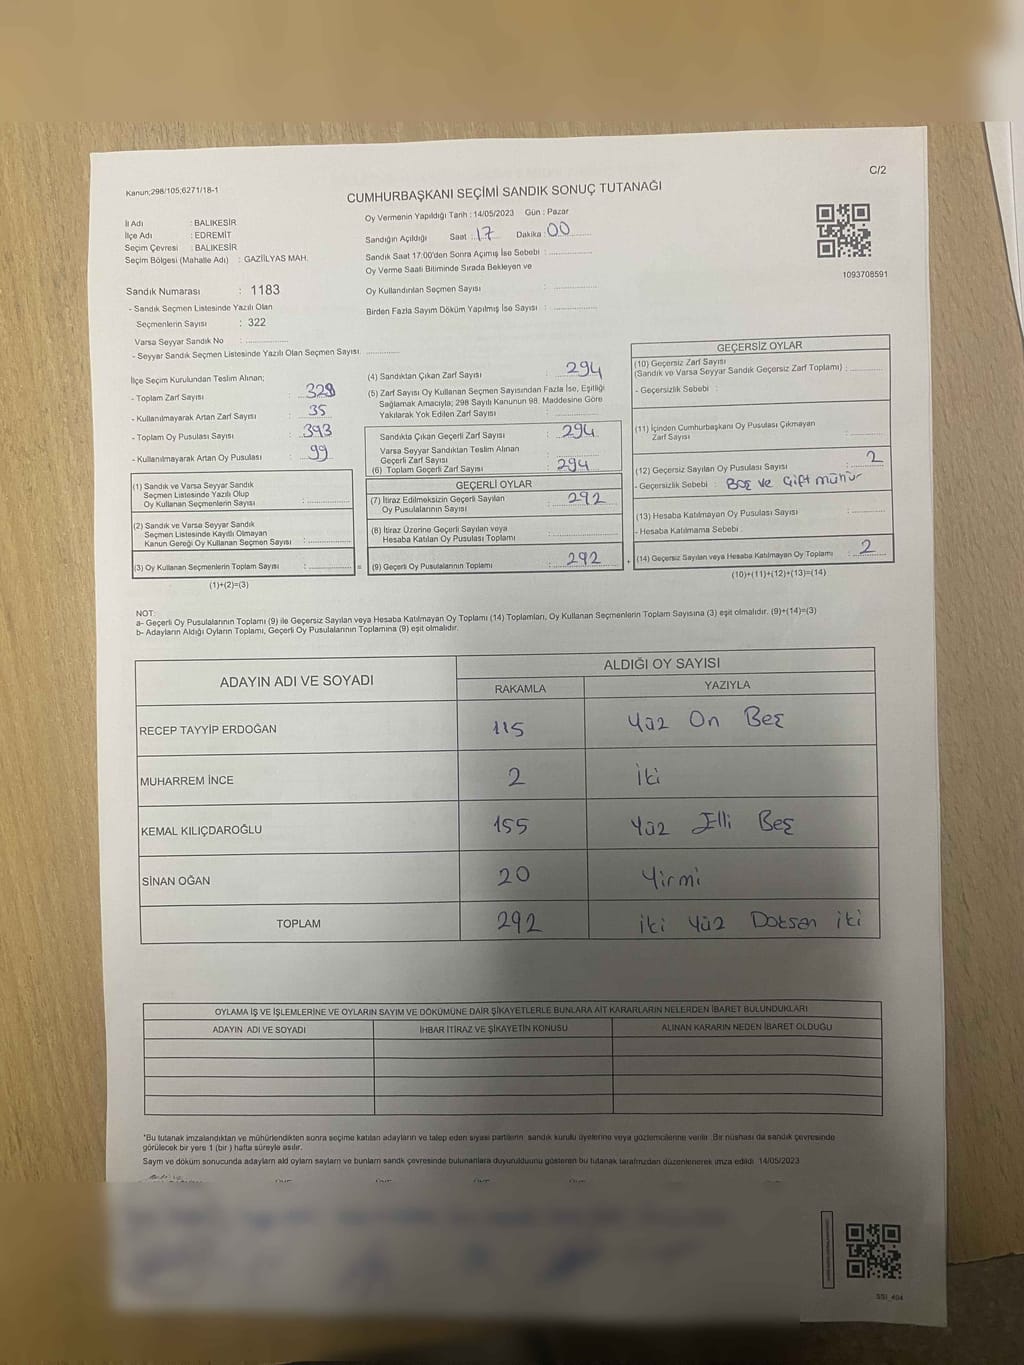 C/2
Kanun;298/105;6271/18-1
CUMHURBAŞKANI SEÇİMİ SANDIK SONUÇ TUTANAĞI
İl Adı : BALIKESİR
İlçe Adı : EDREMİT
Seçim Çevresi : BALIKESİR
Seçim Bölgesi (Mahalle Adı) : GAZİİLYAS MAH.
Oy Vermenin Yapıldığı Tarih : 14/05/2023 Gün : Pazar
Sandığın Açıldığı Saat : 17 Dakika : 00
Sandık Saat 17:00'den Sonra Açımış İse Sebebi :
Oy Verme Saati Bitiminde Sırada Bekleyen ve
Oy Kullandırılan Seçmen Sayısı :
Birden Fazla Sayım Döküm Yapılmış İse Sayısı :
1093708591
Sandık Numarası : 1183
- Sandık Seçmen Listesinde Yazılı Olan
Seçmenlerin Sayısı : 322
Varsa Seyyar Sandık No :
- Seyyar Sandık Seçmen Listesinde Yazılı Olan Seçmen Sayısı.
İlçe Seçim Kurulundan Teslim Alınan;
- Toplam Zarf Sayısı :
- Kullanılmayarak Artan Zarf Sayısı : 35
- Toplam Oy Pusulası Sayısı : 393
- Kullanılmayarak Artan Oy Pusulası : 99
(1) Sandık ve Varsa Seyyar Sandık
Seçmen Listesinde Yazılı Olup
Oy Kullanan Seçmenlerin Sayısı :
(2) Sandık ve Varsa Seyyar Sandık
Seçmen Listesinde Kayıtlı Olmayan
Kanun Gereği Oy Kullanan Seçmen Sayısı :
(3) Oy Kullanan Seçmenlerin Toplam Sayısı :
(1)+(2)=(3)
(4) Sandıktan Çıkan Zarf Sayısı : 294
(5) Zarf Sayısı Oy Kullanan Seçmen Sayısından Fazla İse, Eşitliği
Sağlamak Amacıyla; 298 Sayılı Kanunun 98. Maddesine Göre
Yakılarak Yok Edilen Zarf Sayısı :
Sandıkta Çıkan Geçerli Zarf Sayısı : 294
Varsa Seyyar Sandıktan Teslim Alınan
Geçerli Zarf Sayısı :
(6) Toplam Geçerli Zarf Sayısı : 294
GEÇERLİ OYLAR
(7) İtiraz Edilmeksizin Geçerli Sayılan : 292
Oy Pusulalarının Sayısı
(8) İtiraz Üzerine Geçerli Sayılan veya
Hesaba Katılan Oy Pusulası Toplamı :
= (9) Geçerli Oy Pusulalarının Toplamı : 292
GEÇERSİZ OYLAR
(10) Geçersiz Zarf Sayısı
(Sandık ve Varsa Seyyar Sandık Geçersiz Zarf Toplamı) :
- Geçersizlik Sebebi :
(11) İçinden Cumhurbaşkanı Oy Pusulası Çıkmayan
Zarf Sayısı :
(12) Geçersiz Sayılan Oy Pusulası Sayısı : 2
- Geçersizlik Sebebi : Boş ve Çift mühür
(13) Hesaba Katılmayan Oy Pusulası Sayısı :
- Hesaba Katılmama Sebebi :
+ (14) Geçersiz Sayılan veya Hesaba Katılmayan Oy Toplamı : 2
(10)+(11)+(12)+(13)=(14)
NOT:
a- Geçerli Oy Pusulalarının Toplamı (9) ile Geçersiz Sayılan veya Hesaba Katılmayan Oy Toplamı (14) Toplamları, Oy Kullanan Seçmenlerin Toplam Sayısına (3) eşit olmalıdır. (9)+(14)=(3)
b- Adayların Aldığı Oyların Toplamı, Geçerli Oy Pusulalarının Toplamına (9) eşit olmalıdır.
ADAYIN ADI VE SOYADI
ALDIĞI OY SAYISI
RAKAMLA YAZIYLA
RECEP TAYYİP ERDOĞAN 115 Yüz On Beş
MUHARREM İNCE 2 İki
KEMAL KILIÇDAROĞLU 155 Yüz Elli Beş
SİNAN OĞAN 20 Yirmi
TOPLAM 292 İki Yüz Doksan iki
OYLAMA İŞ VE İŞLEMLERİNE VE OYLARIN SAYIM VE DÖKÜMÜNE DAİR ŞİKAYETLERLE BUNLARA AİT KARARLARIN NELERDEN İBARET BULUNDUKLARI
ADAYIN ADI VE SOYADI İHBAR İTİRAZ VE ŞİKAYETİN KONUSU ALINAN KARARIN NEDEN İBARET OLDUĞU
*Bu tutanak imzalandıktan ve mühürlendikten sonra seçime katılan adayların ve talep eden siyasi partilerin sandık kurulu üyelerine veya gözlemcilerine verilir. Bir nüshası da sandık çevresinde
görülecek bir yere 1 (bir) hafta süreyle asılır.
Sayım ve döküm sonucunda adayların ald oyların sayların ve bunların sandk çevresinde bulunanlara duyurulduunu gösteren bu tutanak tarafmzdan düzenlenerek imza edildi 14/05/2023